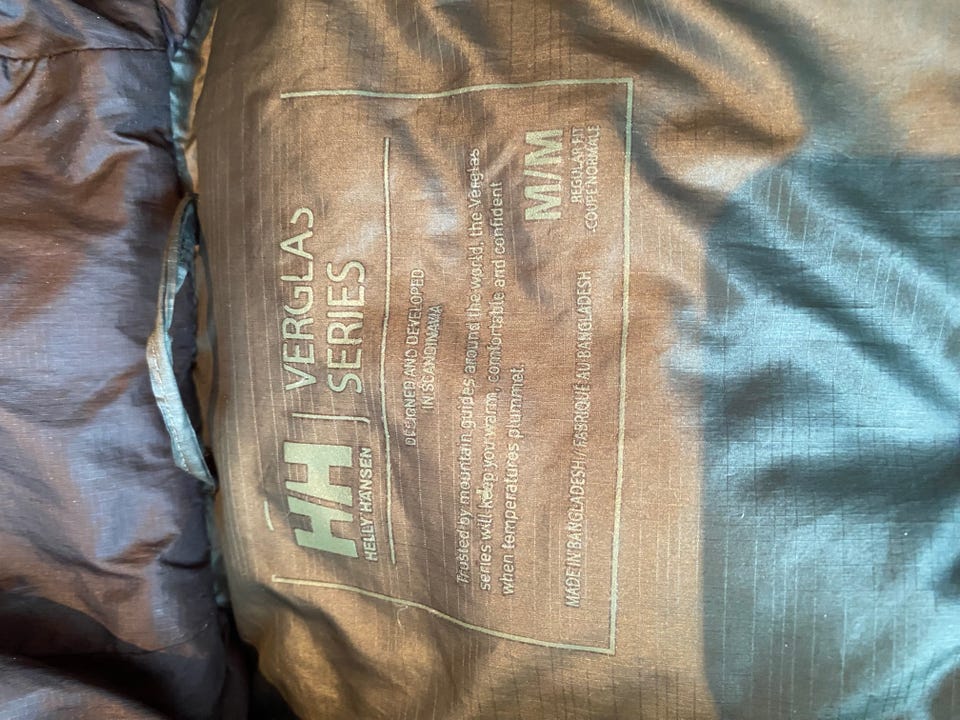 HH
HELLY HANSEN
VERGLAS
SERIES
DESIGNED AND DEVELOPED
IN SCANDINAVIA
Trusted by mountain guides around the world, the Verglas
series will keep you warm, comfortable and confident
when temperatures plummet.
M/M
REGULAR FIT
COUPE NORMALE
MADE IN BANGLADESH//FABRIQUÉ AU BANGLADESH